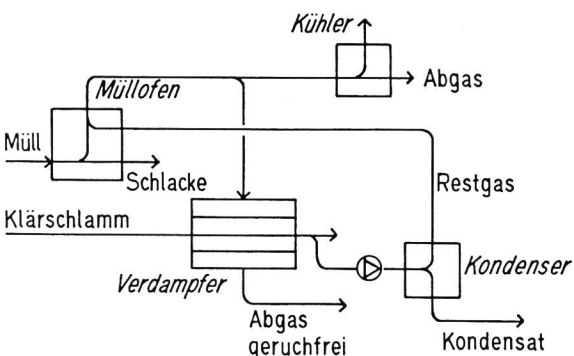 Kühler
Abgas
Müllofen
Müll
Schlacke
Restgas
Klärschlamm
Kondenser
Verdampfer
Abgas
geruchfrei
Kondensat